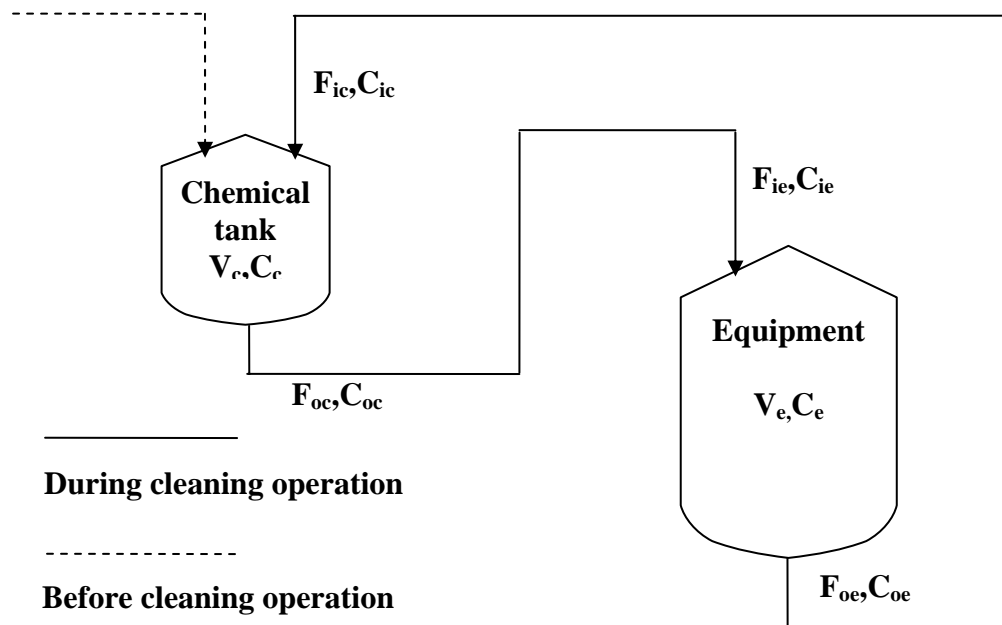 F_ic,C_ic
Chemical
tank
V_c,C_c
F_ie,C_ie
Equipment
V_e,C_e
F_oc,C_oc
During cleaning operation
Before cleaning operation
F_oe,C_oe